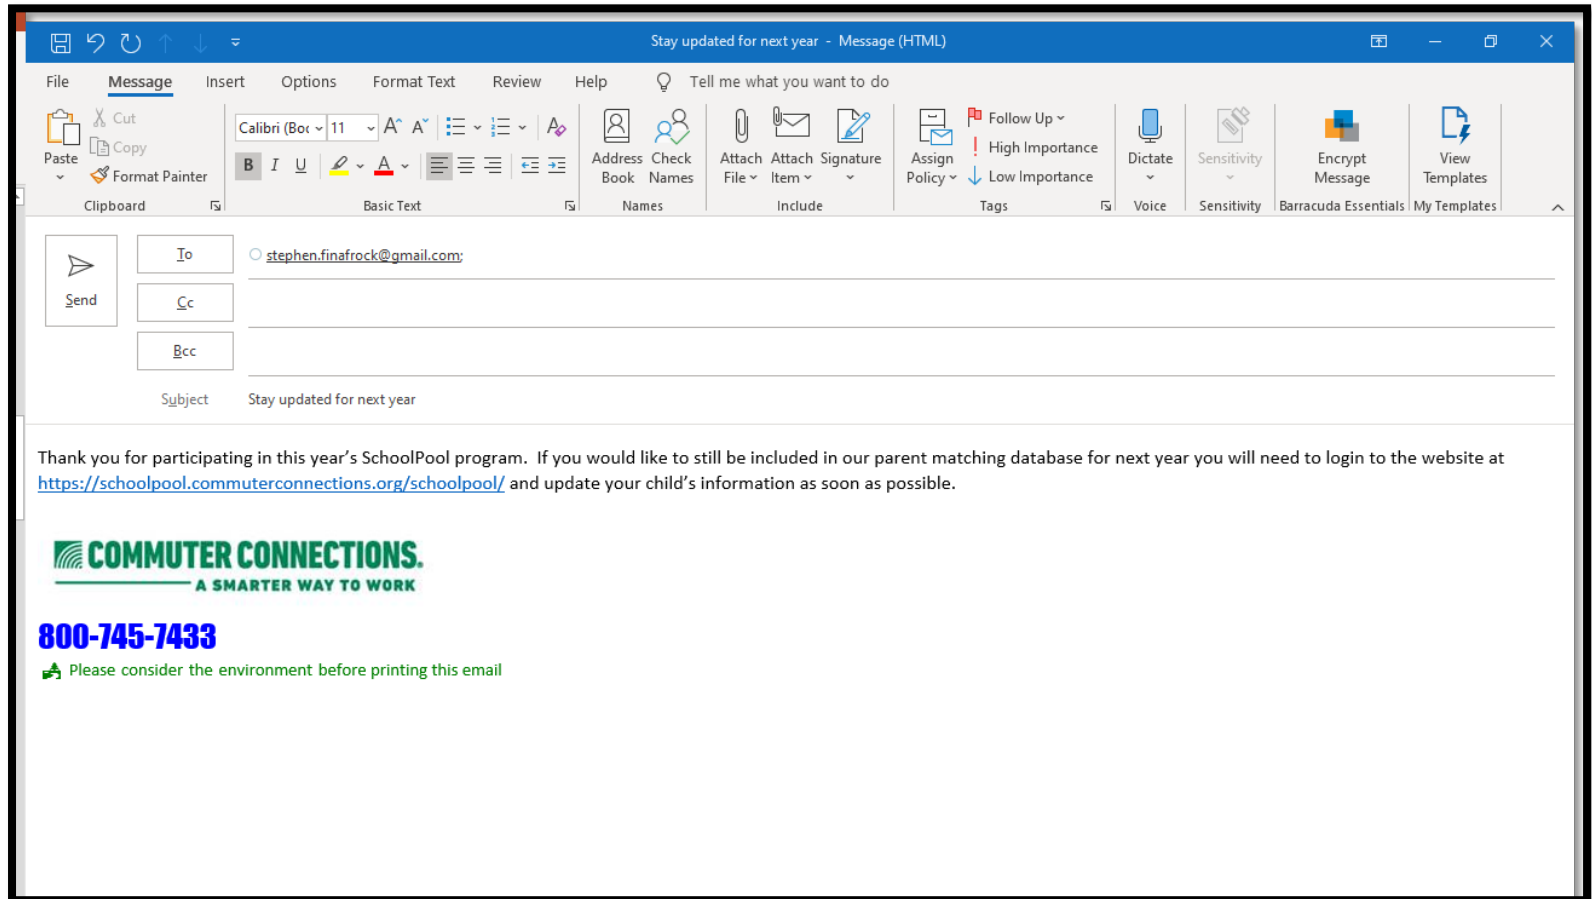 Stay updated for next year - Message (HTML)
File Message Insert Options Format Text Review Help Tell me what you want to do
Paste
Cut
Copy
Format Painter
Clipboard
Calibri (Boc 11
B I U
Basic Text
Address Book
Check Names
Names
Attach File
Attach Item
Signature
Include
Assign Policy
Follow Up
High Importance
Low Importance
Tags
Dictate
Voice
Sensitivity
Sensitivity
Encrypt Message
Barracuda Essentials
View Templates
My Templates
Send
To stephen.finafrock@gmail.com;
Cc
Bcc
Subject Stay updated for next year
Thank you for participating in this year’s SchoolPool program.  If you would like to still be included in our parent matching database for next year you will need to login to the website at
https://schoolpool.commuterconnections.org/schoolpool/ and update your child’s information as soon as possible.
COMMUTER CONNECTIONS.
A SMARTER WAY TO WORK
800-745-7433
Please consider the environment before printing this email